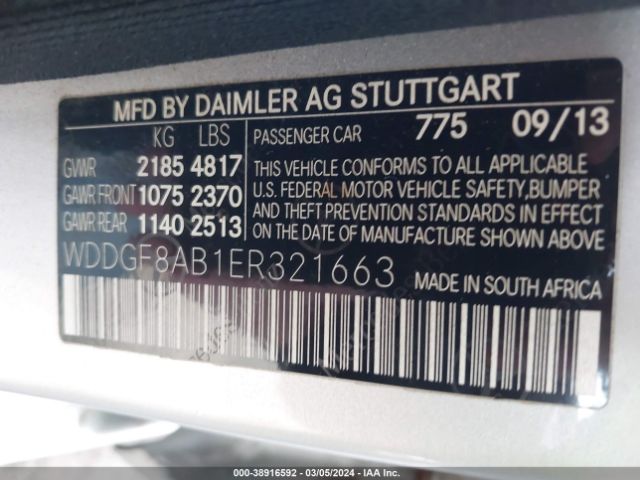 MFD BY DAIMLER AG STUTTGART
KG LBS
GVWR 2185 4817
GAWR FRONT 1075 2370
GAWR REAR 1140 2513
PASSENGER CAR 775 09/13
THIS VEHICLE CONFORMS TO ALL APPLICABLE
U.S. FEDERAL MOTOR VEHICLE SAFETY, BUMPER
AND THEFT PREVENTION STANDARDS IN EFFECT
ON THE DATE OF MANUFACTURE SHOWN ABOVE.
WDDGF8AB1ER321663
MADE IN SOUTH AFRICA
000-38916592 - 03/05/2024 - IAA Inc.